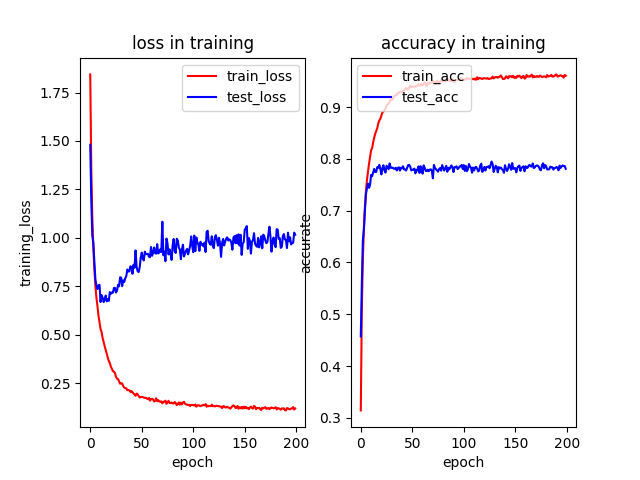 loss in training
train_loss
test_loss
training_loss
1.75
1.50
1.25
1.00
0.75
0.50
0.25
0
50
100
150
200
epoch
accuracy in training
train_acc
test_acc
accurate
0.9
0.8
0.7
0.6
0.5
0.4
0.3
0
50
100
150
200
epoch